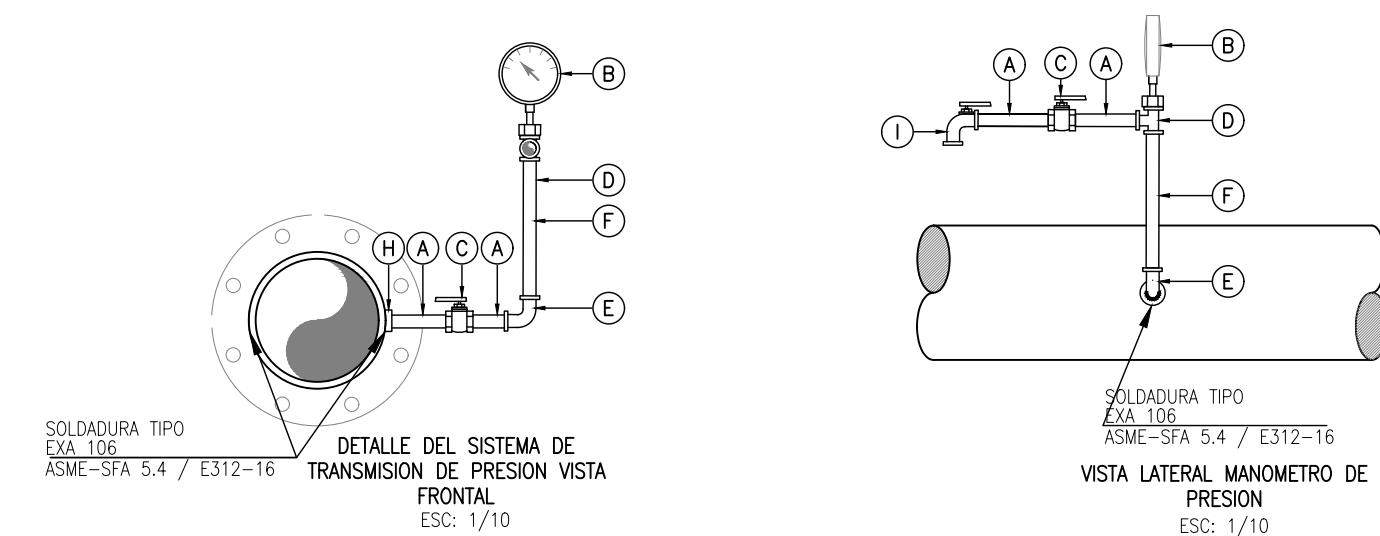 B
D
F
H
A
C
A
E
SOLDADURA TIPO
EXA 106
ASME-SFA 5.4 / E312-16
DETALLE DEL SISTEMA DE
TRANSMISION DE PRESION VISTA
FRONTAL
ESC: 1/10
B
A
C
A
I
D
F
E
SOLDADURA TIPO
EXA 106
ASME-SFA 5.4 / E312-16
VISTA LATERAL MANOMETRO DE
PRESION
ESC: 1/10